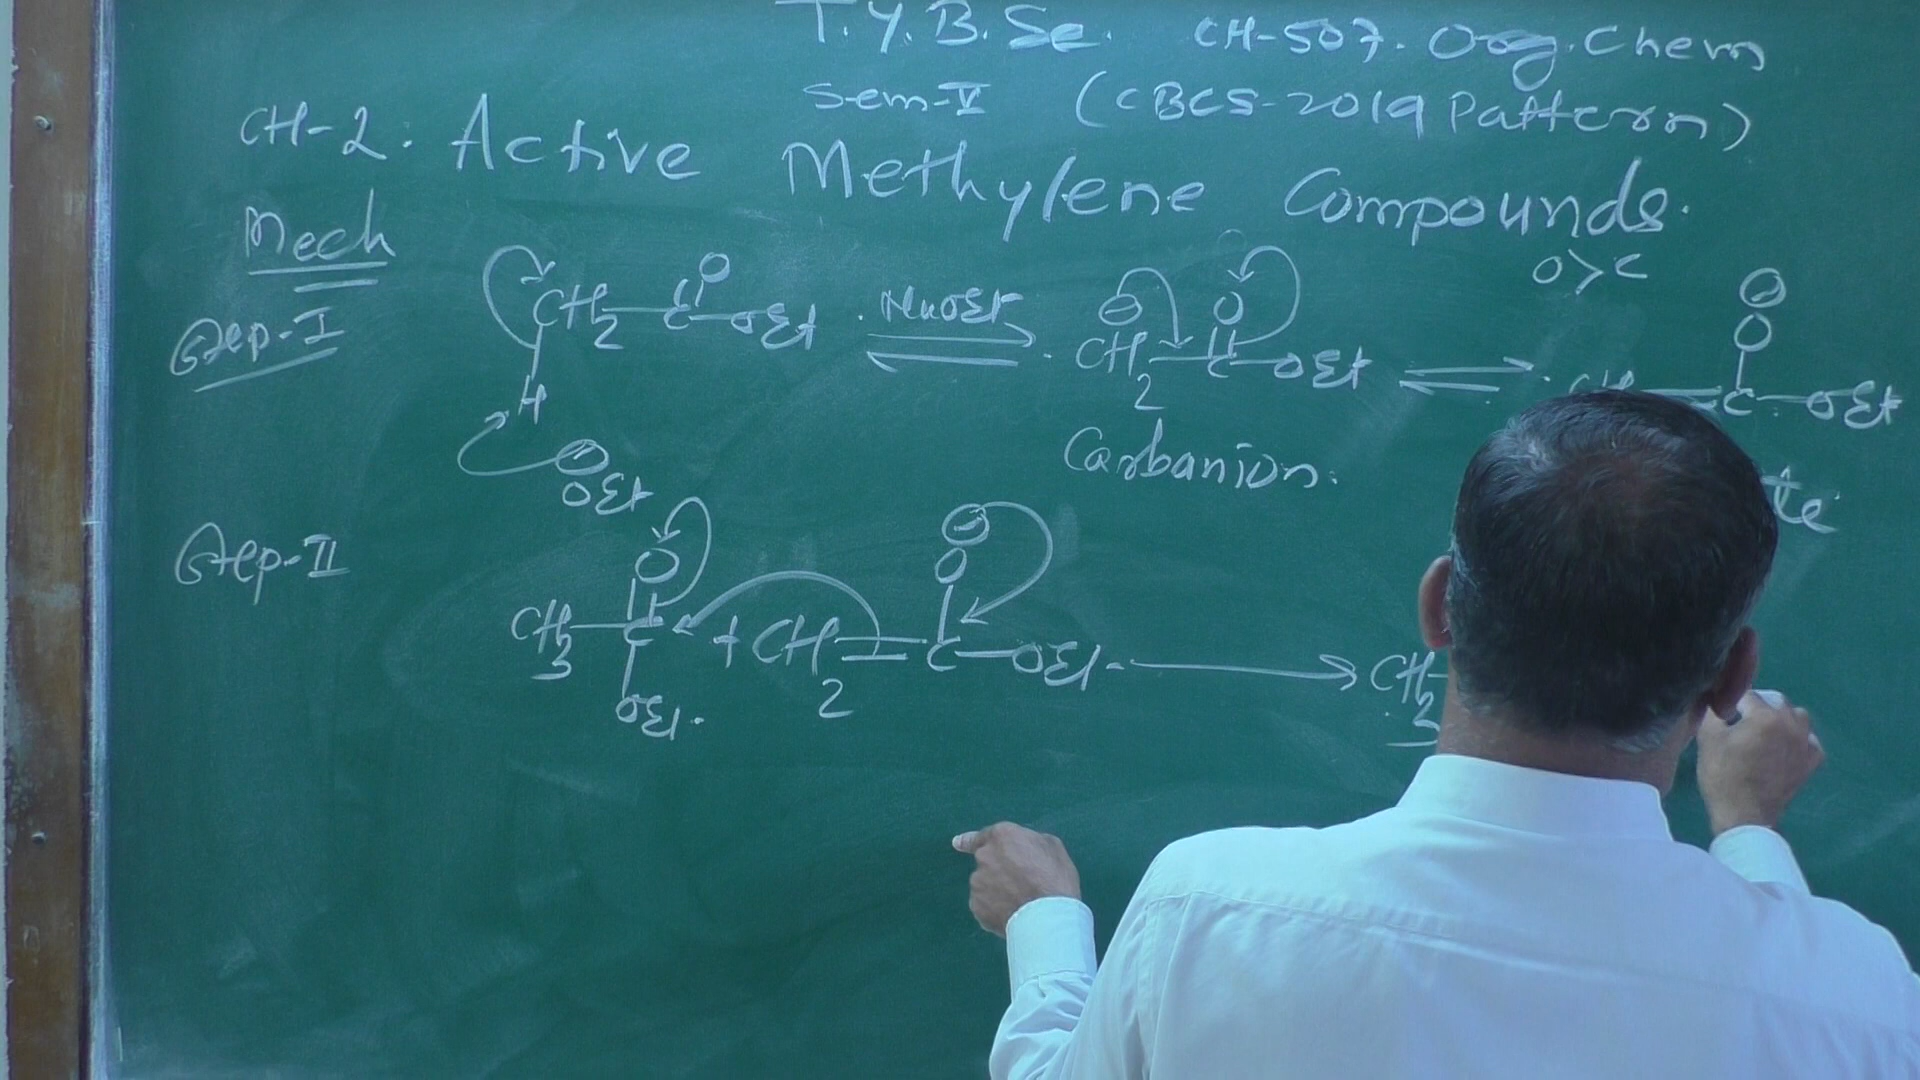 T.Y.B.Sc. CH-507. Org. Chem
Sem-V (CBCS-2019 Pattern)
CH-2. Active Methylene Compounds.
Mech
O>C
Step-I
CH2-C-OEt NaOEt CH2-C=O-OEt C-O-OEt
H
⊖OEt
Carbanion.
te
Step-II
CH3-C=O + CH2=C-OEt → CH3
OEt.